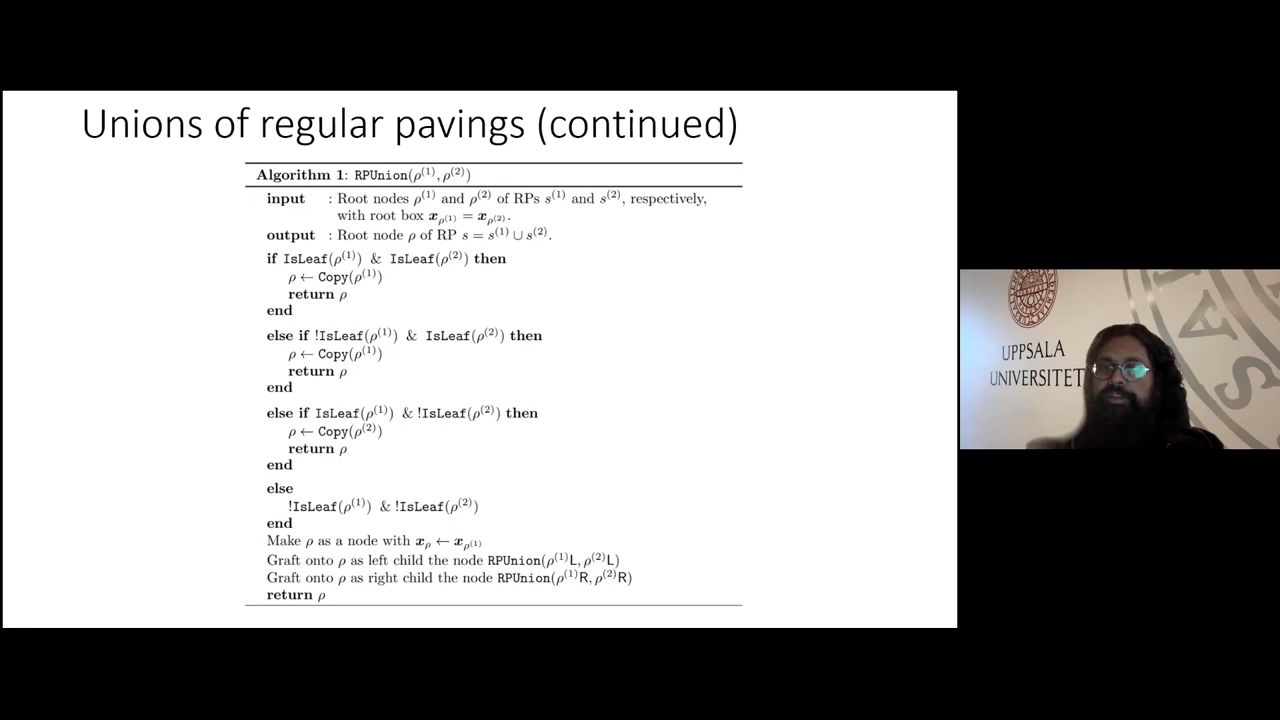 Unions of regular pavings (continued)
Algorithm 1: RPUnion(ρ⁽¹⁾, ρ⁽²⁾)
input : Root nodes ρ⁽¹⁾ and ρ⁽²⁾ of RPs s⁽¹⁾ and s⁽²⁾, respectively,
with root box x_ρ⁽¹⁾ = x_ρ⁽²⁾.
output : Root node ρ of RP s = s⁽¹⁾ ∪ s⁽²⁾.
if IsLeaf(ρ⁽¹⁾) & IsLeaf(ρ⁽²⁾) then
ρ ← Copy(ρ⁽¹⁾)
return ρ
end
else if !IsLeaf(ρ⁽¹⁾) & IsLeaf(ρ⁽²⁾) then
ρ ← Copy(ρ⁽¹⁾)
return ρ
end
else if IsLeaf(ρ⁽¹⁾) & !IsLeaf(ρ⁽²⁾) then
ρ ← Copy(ρ⁽²⁾)
return ρ
end
else
!IsLeaf(ρ⁽¹⁾) & !IsLeaf(ρ⁽²⁾)
end
Make ρ as a node with x_ρ ← x_ρ⁽¹⁾
Graft onto ρ as left child the node RPUnion(ρ⁽¹⁾L, ρ⁽²⁾L)
Graft onto ρ as right child the node RPUnion(ρ⁽¹⁾R, ρ⁽²⁾R)
return ρ
UPPSALA
UNIVERSITET